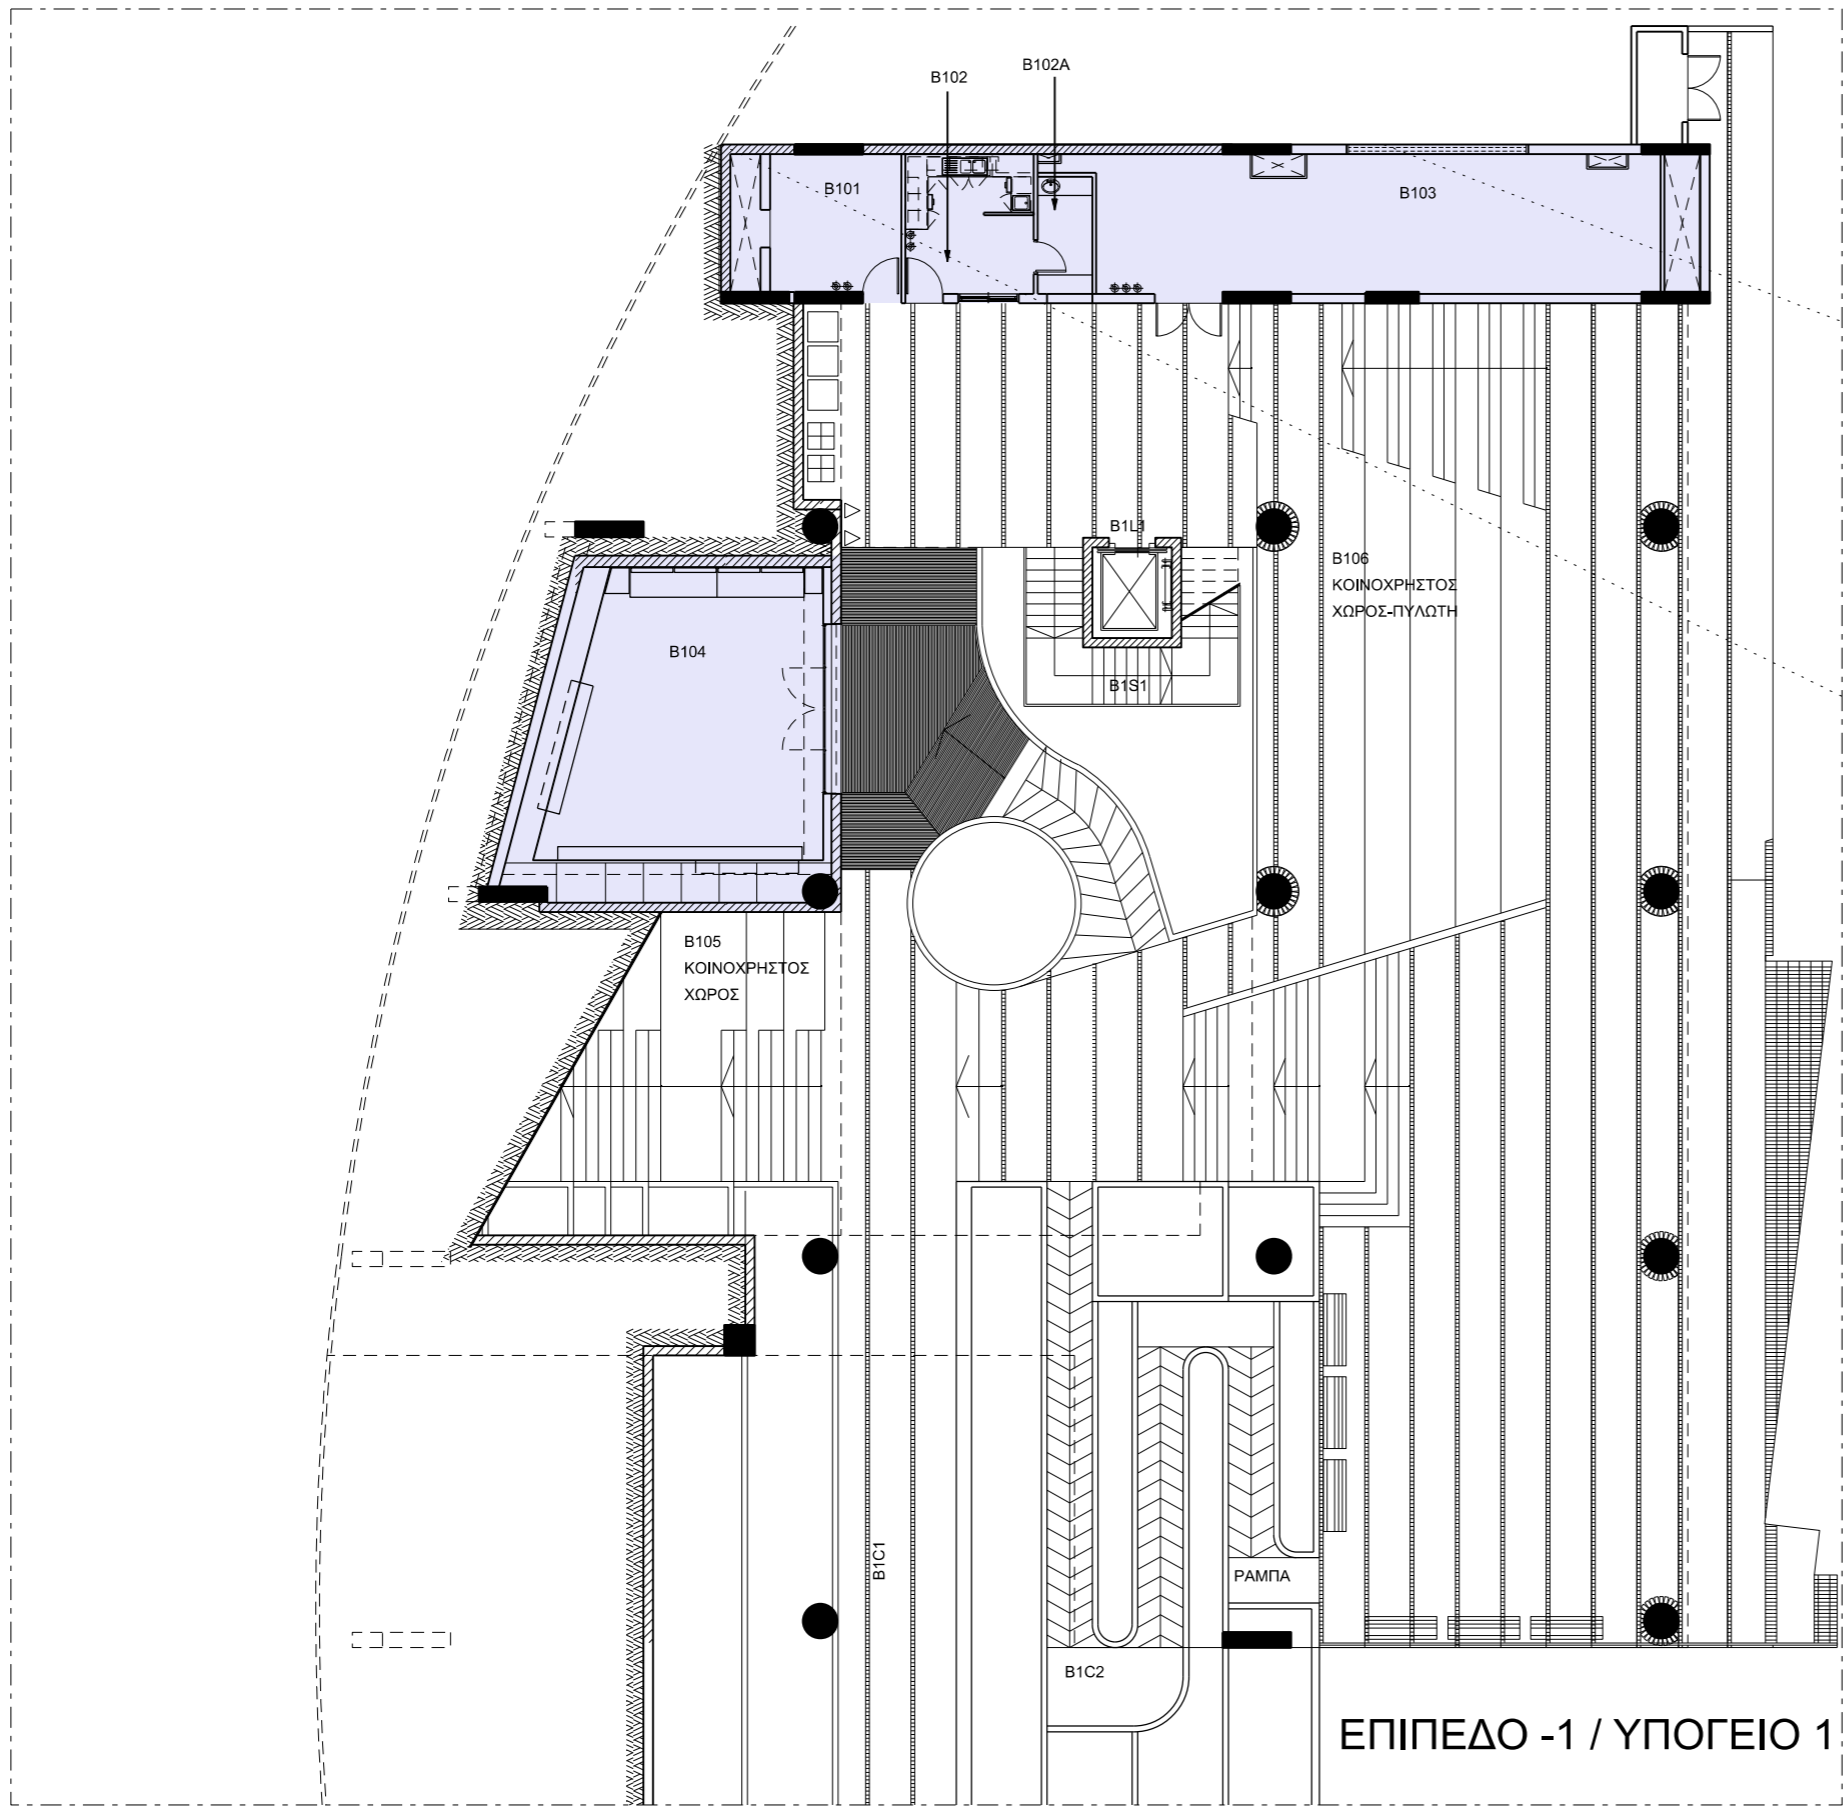 B102A
B102
B101
B103
B1L1
B106
ΚΟΙΝΟΧΡΗΣΤΟΣ
ΧΩΡΟΣ-ΠΥΛΩΤΗ
B104
B1S1
B105
ΚΟΙΝΟΧΡΗΣΤΟΣ
ΧΩΡΟΣ
B1C1
ΡΑΜΠΑ
B1C2
ΕΠΙΠΕΔΟ -1 / ΥΠΟΓΕΙΟ 1